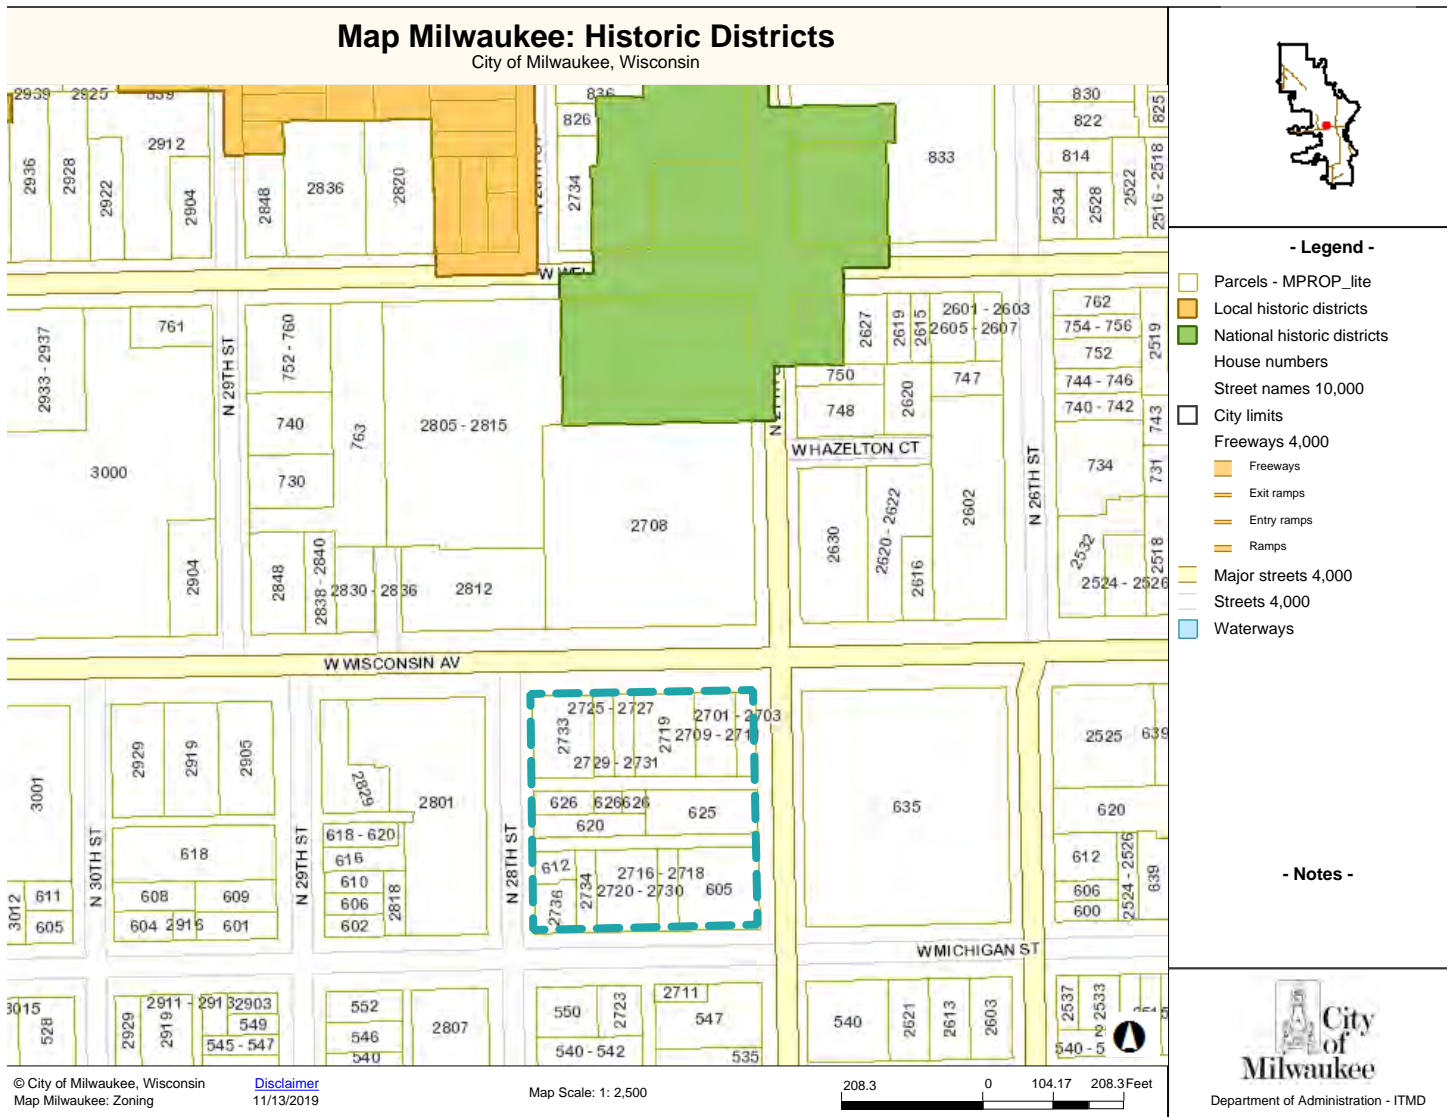 Map Milwaukee: Historic Districts
City of Milwaukee, Wisconsin
2939 2925 839
836
826
830
822
825
2936
2928
2922
2912
2904
2848
2836
2820
2734
833
814
2534
2528
2522
2516 - 2518
761
2933 - 2937
N 29TH ST
752 - 760
740
730
763
2805 - 2815
3000
2904
2848
2838 - 2840
2830 - 2836
2812
2708
2627
2619
2615
2601 - 2603
2605 - 2607
750
748
2620
747
W HAZELTON CT
2630
2620 - 2622
2616
2602
N 26TH ST
762
754 - 756
752
744 - 746
740 - 742
2519
743
734
731
2532
2518
2524 - 2526
W WISCONSIN AV
3001
2929
2919
2905
2829
2801
N 30TH ST
618
N 29TH ST
618 - 620
616
610
606
602
2818
N 28TH ST
611
605
3012
608
609
604
2916
601
2733
2725 - 2727
2719
2701 - 2703
2729 - 2731
626
626
626
620
625
612
2736
2734
2716 - 2718
2720 - 2730
605
635
2525
639
620
612
606
600
2524 - 2526
639
W MICHIGAN ST
3015
528
2929
2919
2911 - 2913
2903
549
545 - 547
552
546
540
2807
550
2723
540 - 542
2711
547
535
540
2621
2613
2603
2537
2533
- Legend -
Parcels - MPROP_lite
Local historic districts
National historic districts
House numbers
Street names 10,000
City limits
Freeways 4,000
Freeways
Exit ramps
Entry ramps
Ramps
Major streets 4,000
Streets 4,000
Waterways
- Notes -
City
of
Milwaukee
Department of Administration - ITMD
© City of Milwaukee, Wisconsin
Map Milwaukee: Zoning
Disclaimer
11/13/2019
Map Scale: 1: 2,500
208.3 0 104.17 208.3 Feet